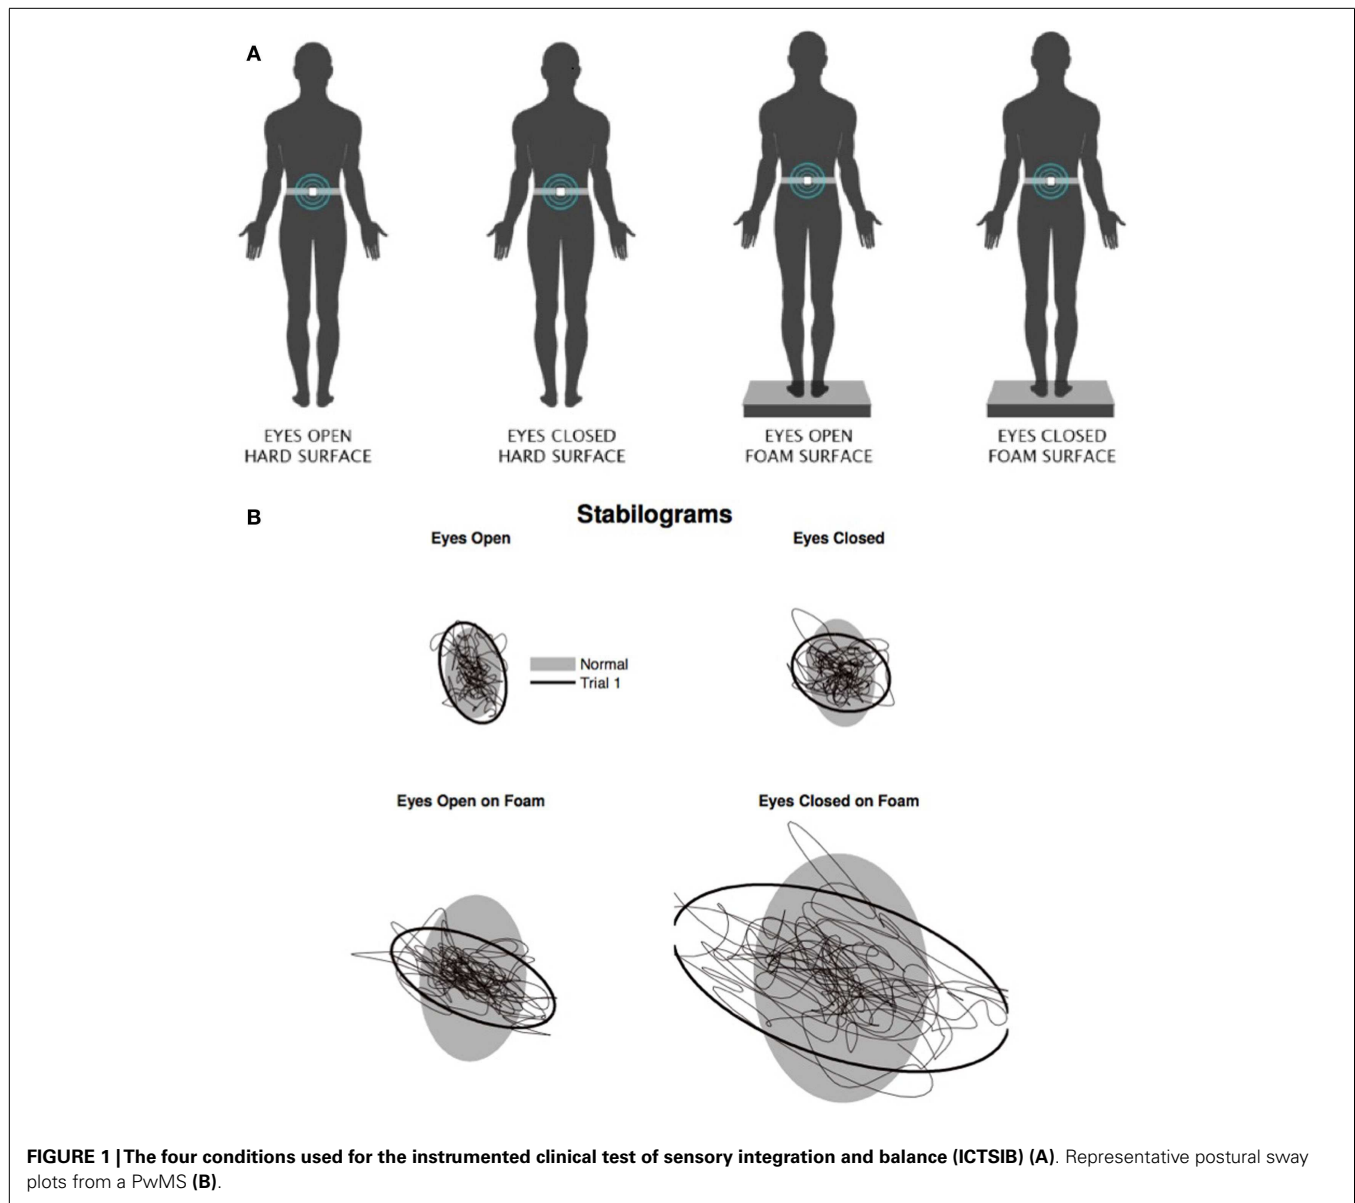 A
EYES OPEN
HARD SURFACE
EYES CLOSED
HARD SURFACE
EYES OPEN
FOAM SURFACE
EYES CLOSED
FOAM SURFACE
B
Stabilograms
Eyes Open
Eyes Closed
Normal
Trial 1
Eyes Open on Foam
Eyes Closed on Foam
FIGURE 1 | The four conditions used for the instrumented clinical test of sensory integration and balance (ICTSIB) (A). Representative postural sway
plots from a PwMS (B).